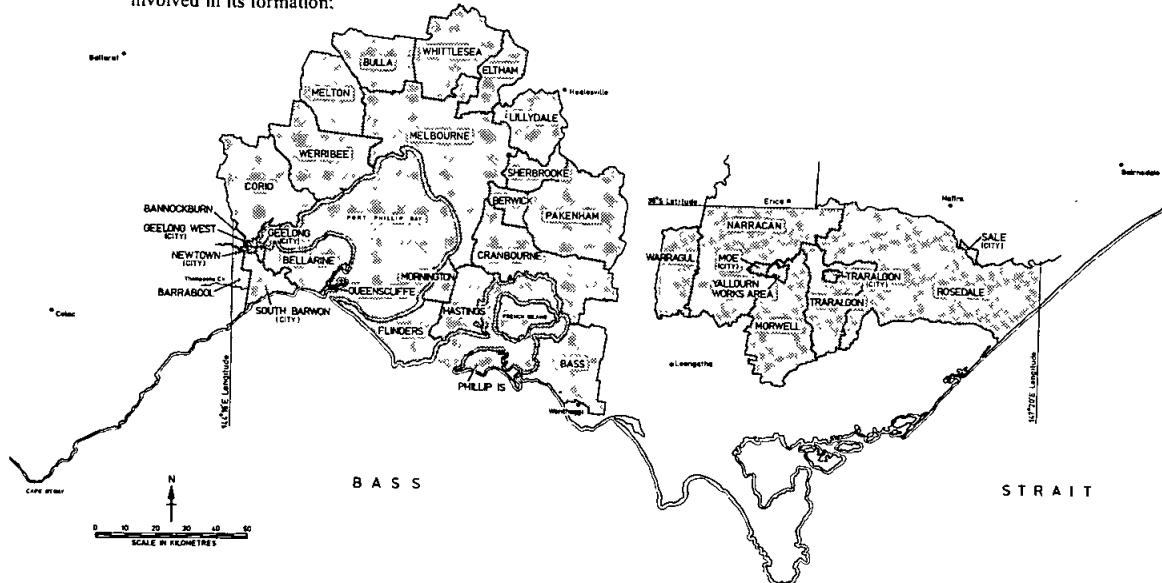 involved in its formation:
Ballarat
BULLA
WHITTLESEA
ELTHAM
Healesville
MELTON
LILLYDALE
MELBOURNE
WERRIBEE
SHERBROOKE
Bairnsdale
CORIO
BERWICK
PAKENHAM
38°S Latitude
Erica
Maffra
BANNOCKBURN
PORT PHILLIP BAY
NARRACAN
GEELONG WEST
(CITY)
GEELONG
(CITY)
SALE
(CITY)
NEWTOWN
(CITY)
BELLARINE
CRANBOURNE
WARRAGUL
MOE
(CITY)
TRARALGON
(CITY)
Thompsons Ck
MORNINGTON
YALLOURN
WORKS AREA
ROSEDALE
BARRABOOL
QUEENSCLIFFE
TRARALGON
Colac
SOUTH BARWON
(CITY)
HASTINGS
FRENCH ISLAND
FLINDERS
MORWELL
BASS
Leongatha
PHILLIP IS
144°16'E Longitude
Wonthaggi
147°20'E Longitude
BASS
STRAIT
CAPE OTWAY
N
0 10 20 30 40 50
SCALE IN KILOMETRES